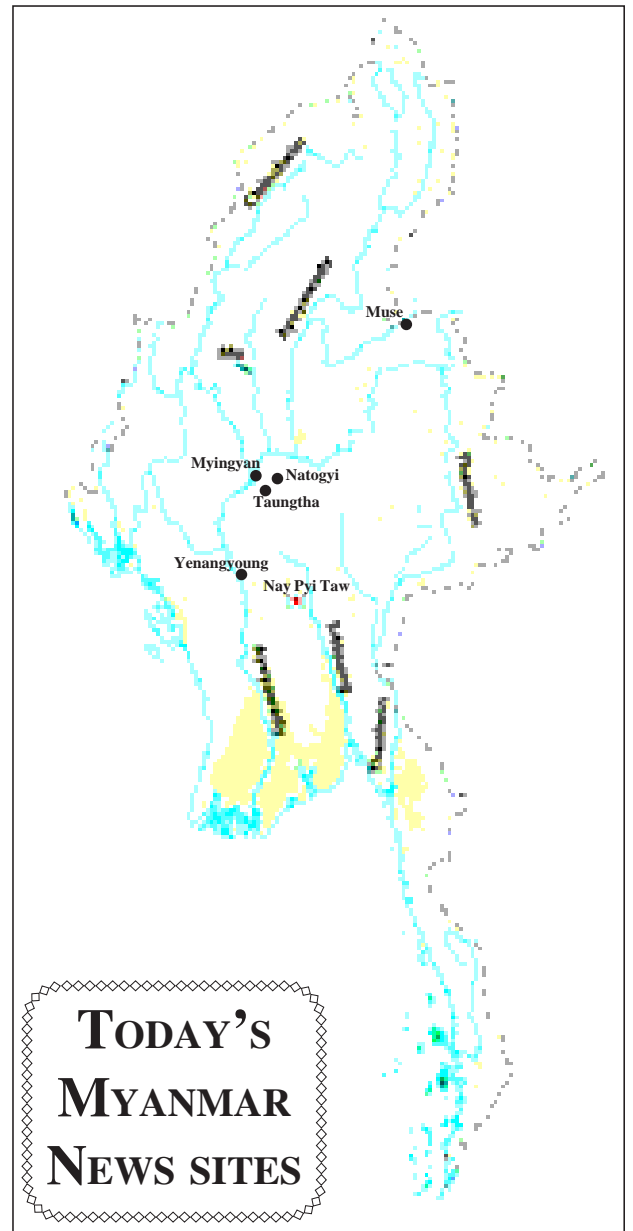 Muse
Myingyan
Natogyi
Taungtha
Yenangyoung
Nay Pyi Taw
TODAY'S
MYANMAR
NEWS SITES